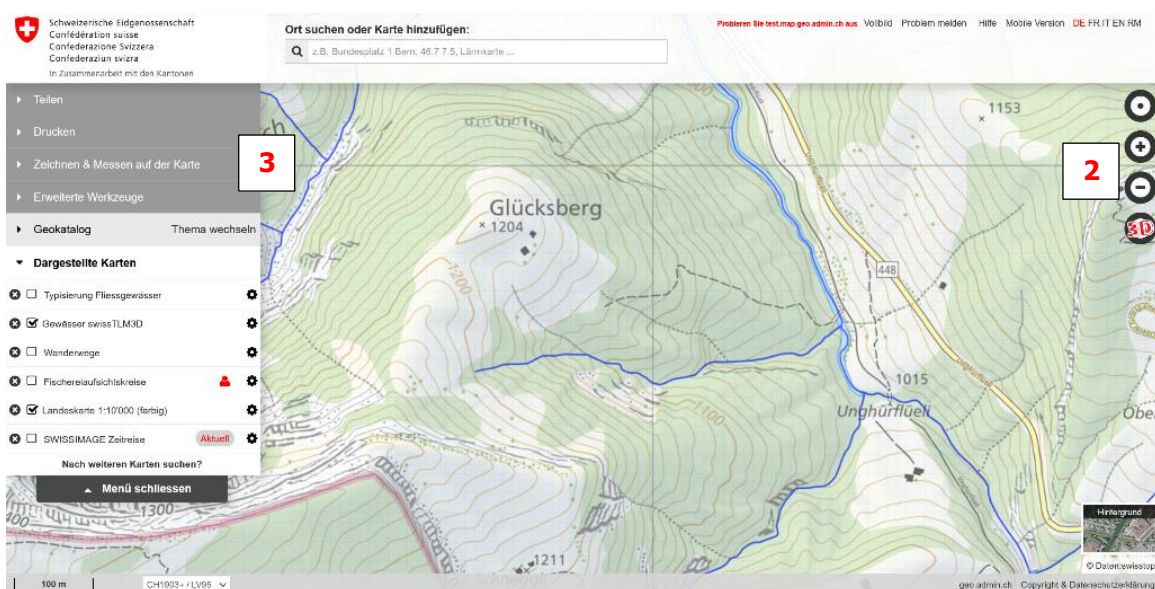 Schweizerische Eidgenossenschaft
Confédération suisse
Confederazione Svizzera
Confederaziun svizra
In Zusammenarbeit mit den Kantonen
Ort suchen oder Karte hinzufügen:
z.B. Bundesplatz 1 Bern, 46.7 7.5, Lärmkarte ...
Probieren Sie test.map.geo.admin.ch aus Vollbild Problem melden Hilfe Mobile Version DE FR IT EN RM
Teilen
Drucken
Zeichnen & Messen auf der Karte
Erweiterte Werkzeuge
Geokatalog Thema wechseln
Dargestellte Karten
Typisierung Fliessgewässer
Gewässer swissTLM3D
Wanderwege
Fischereiaufsichtskreise
Landeskarte 1:10'000 (farbig)
SWISSIMAGE Zeitreise Aktuell
Nach weiteren Karten suchen?
Menü schliessen
3
2
3D
1153
Glücksberg
1204
1200
448
1015
Unghürflüeli
1100
Unghürflüeli
Unghürflüeli
1300
1211
Hintergrund
© Daten:swisstop
100 m
CH1903+ / LV95
geo.admin.ch Copyright & Datenschutzerklärung